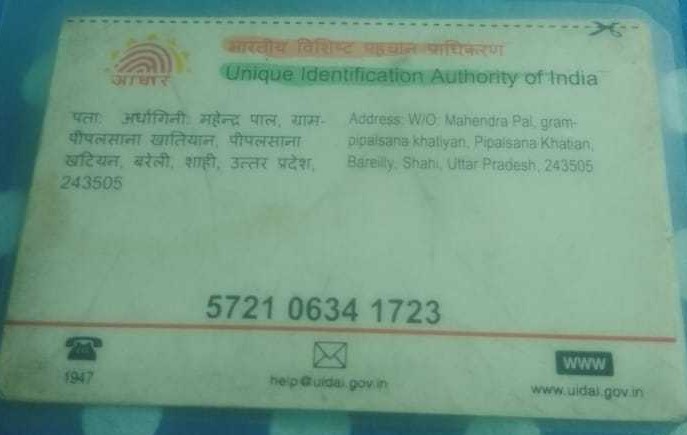 भारतीय विशिष्ट पहचान प्राधिकरण
Unique Identification Authority of India
आधार
पता: अर्धांगिनी: महेन्द्र पाल, ग्राम-
पीपलसाना खातियान, पीपलसाना
खटियन, बरेली, शाही, उत्तर प्रदेश,
243505
Address: W/O: Mahendra Pal, gram-
pipalsana khatiyan, Pipalsana Khatian,
Bareilly, Shahi, Uttar Pradesh, 243505
5721 0634 1723
1947
help@uidai.gov.in
WWW
www.uidai.gov.in